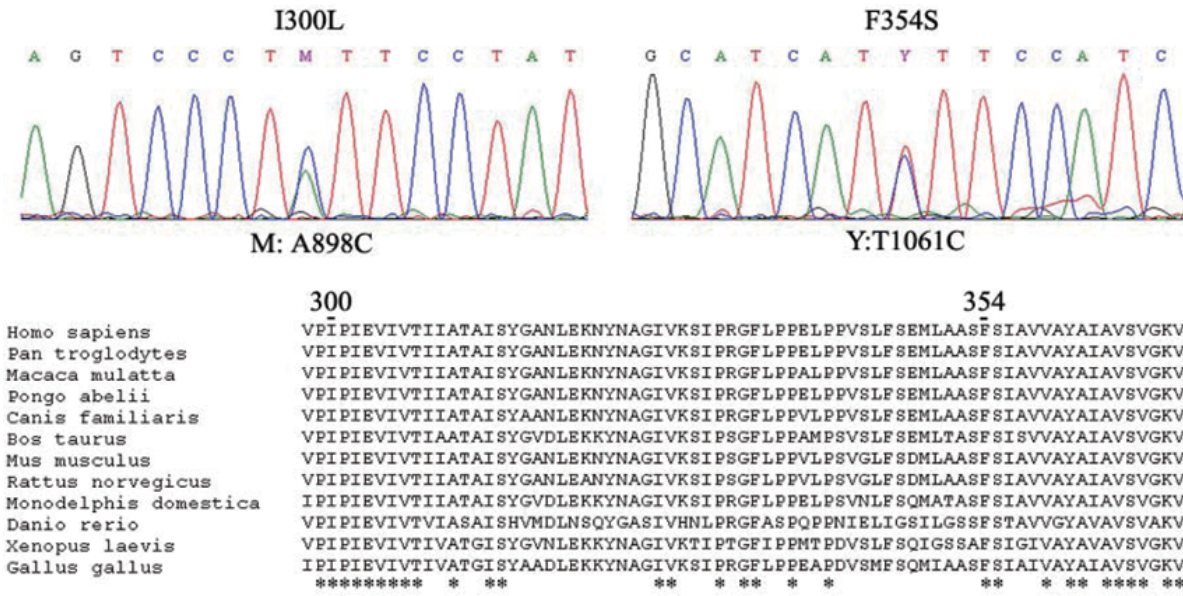 I300L
F354S
A G T C C C T M T T C C T A T
G C A T C A T Y T T C C A T C
M: A898C
Y:T1061C
300
354
Homo sapiens VPIPIEVIVTIIATAISYGANLEKNYNAGIVKSIPRGFLPPELPPVSLFSEMLAASFSIAVVAYAIAVSVGKV
Pan troglodytes VPIPIEVIVTIIATAISYGANLEKNYNAGIVKSIPRGFLPPELPPVSLFSEMLAASFSIAVVAYAIAVSVGKV
Macaca mulatta VPIPIEVIVTIIATAISYGANLEKNYNAGIVKSIPRGFLPPALPPVSLFSEMLAASFSIAVVAYAIAVSVGKV
Pongo abelii VPIPIEVIVTIIATAISYGANLEKNYNAGIVKSIPRGFLPPELPPVSLFSEMLAASFSIAVVAYAIAVSVGKV
Canis familiaris VPIPIEVIVTIIATAISYAANLEKNYNAGIVKSIPRGFLPPVLPPVSLFSEMLAASFSIAVVAYAIAVSVGKV
Bos taurus VPIPIEVIVTIAATAISYGVDLEKKYNAGIVKSIPSGFLPPAMPSVSLFSEMLTASFSISVVAYAIAVSVGKV
Mus musculus VPIPIEVIVTIIATAISYGANLEKNYNAGIVKSIPSGFLPPVLPSVGLFSDMLAASFSIAVVAYAIAVSVGKV
Rattus norvegicus VPIPIEVIVTIIATAISYGANLEANYNAGIVKSIPSGFLPPVLPSVGLFSDMLAASFSIAVVAYAIAVSVGKV
Monodelphis domestica IPIPIEVIVTIIATAISYGVDLEKKYNAGIVKSIPRGFLPPELPSVNLFSQMATASFSIAVVAYAIAVSVGKV
Danio rerio VPIPIEVIVTVIASAISHVMDLNSQYGASIVHNLPRGFASPQPPNIELIGSILGSSFSTAVVGYAVAVSVAKV
Xenopus laevis VPIPIEVIVTIVATGISYGVNLEKKYNAGIVKTIPTGFIPPMTPDVSLFSQIGSSAFSIGIVAYAVAVSVGKV
Gallus gallus IPIPIEVIVTIVATGISYAADLEKKYNAGIVKSIPRGFLPPEAPDVSMFSQMIAASFSIAIVAYAIAVSVGKV
********* * ** ** * ** * * ** * ** **** **